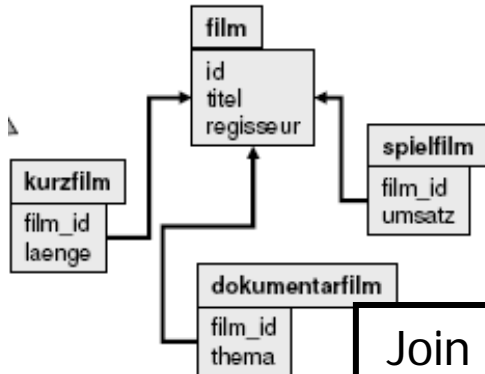 film
id
titel
regisseur
spielfilm
film_id
umsatz
kurzfilm
film_id
laenge
dokumentarfilm
film_id
thema
Join